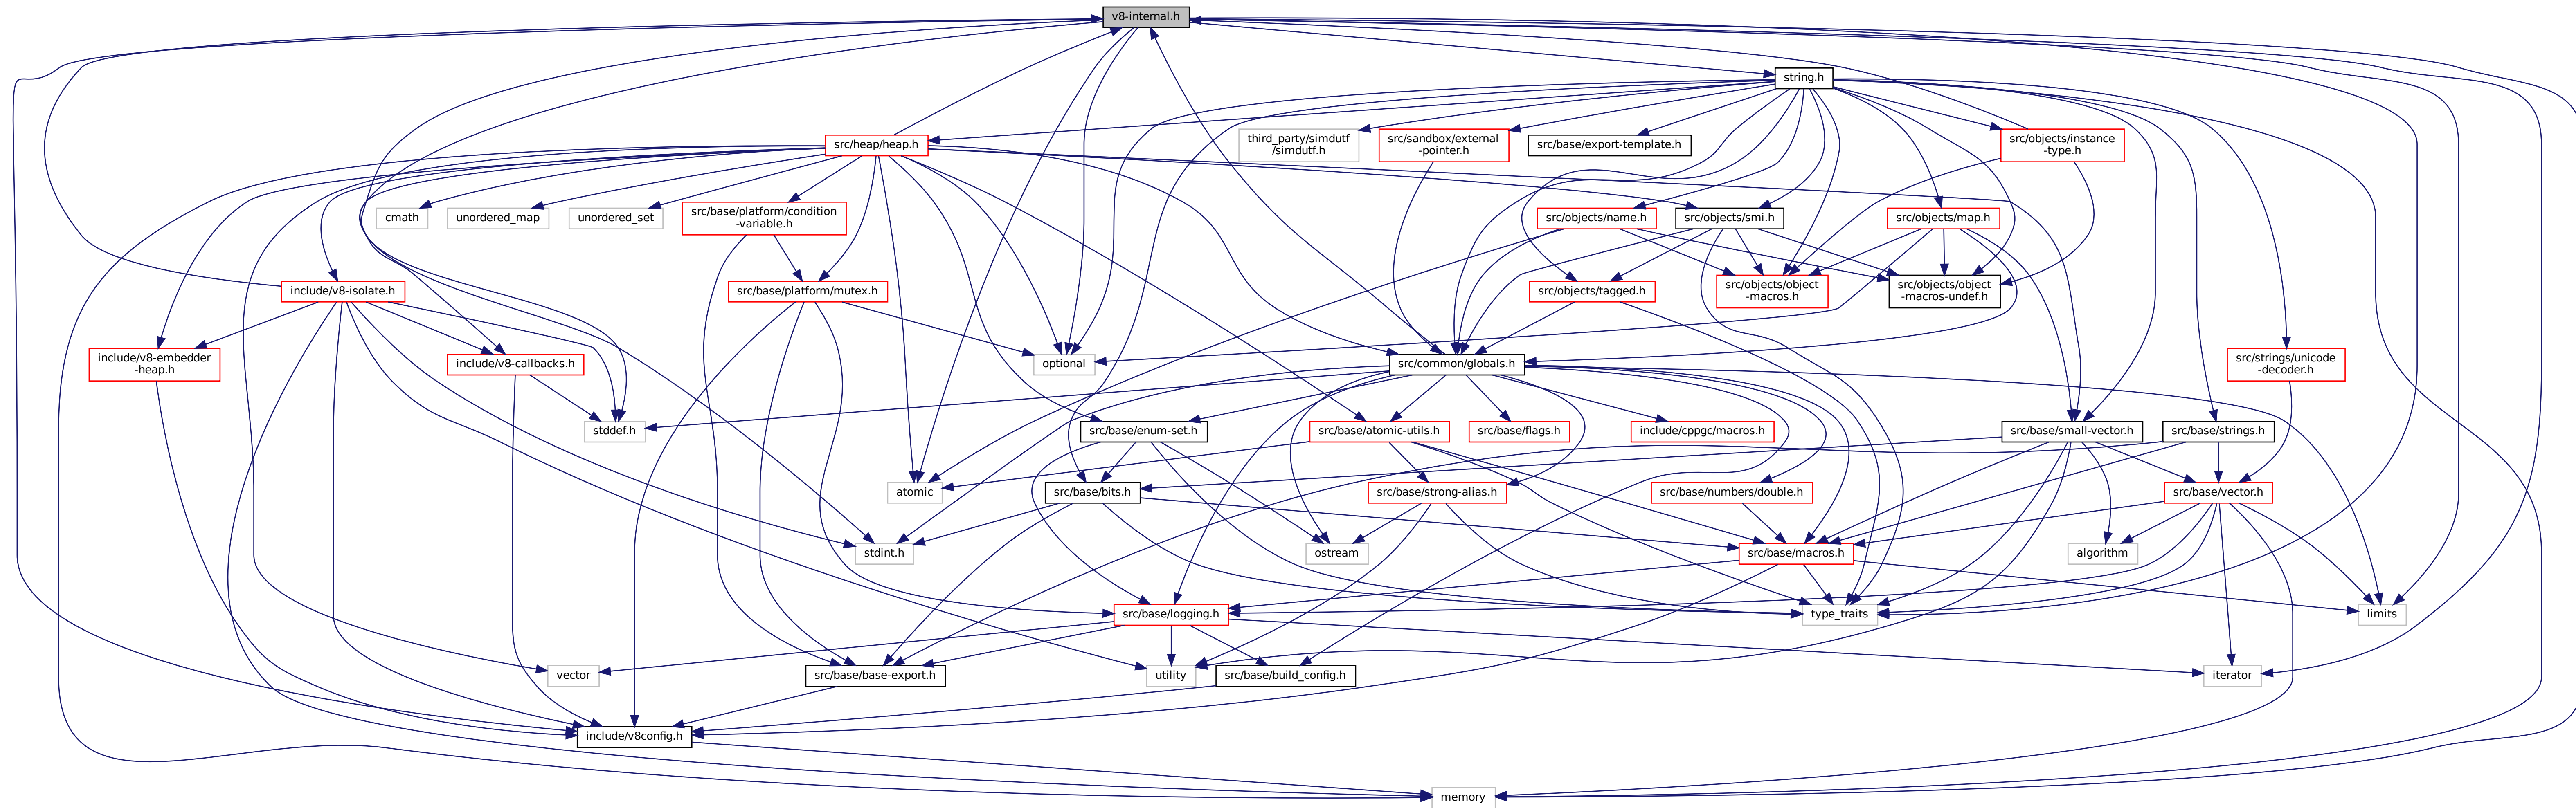 v8-internal.h
string.h
src/heap/heap.h
third_party/simdutf
/simdutf.h
src/sandbox/external
-pointer.h
src/base/export-template.h
src/objects/instance
-type.h
cmath
unordered_map
unordered_set
src/base/platform/condition
-variable.h
src/objects/name.h
src/objects/smi.h
src/objects/map.h
include/v8-isolate.h
src/base/platform/mutex.h
src/objects/tagged.h
src/objects/object
-macros.h
src/objects/object
-macros-undef.h
include/v8-embedder
-heap.h
include/v8-callbacks.h
optional
src/common/globals.h
src/strings/unicode
-decoder.h
stddef.h
src/base/enum-set.h
src/base/atomic-utils.h
src/base/flags.h
include/cppgc/macros.h
src/base/small-vector.h
src/base/strings.h
atomic
src/base/bits.h
src/base/strong-alias.h
src/base/numbers/double.h
src/base/vector.h
stdint.h
ostream
src/base/macros.h
algorithm
src/base/logging.h
type_traits
limits
vector
src/base/base-export.h
utility
src/base/build_config.h
iterator
include/v8config.h
memory